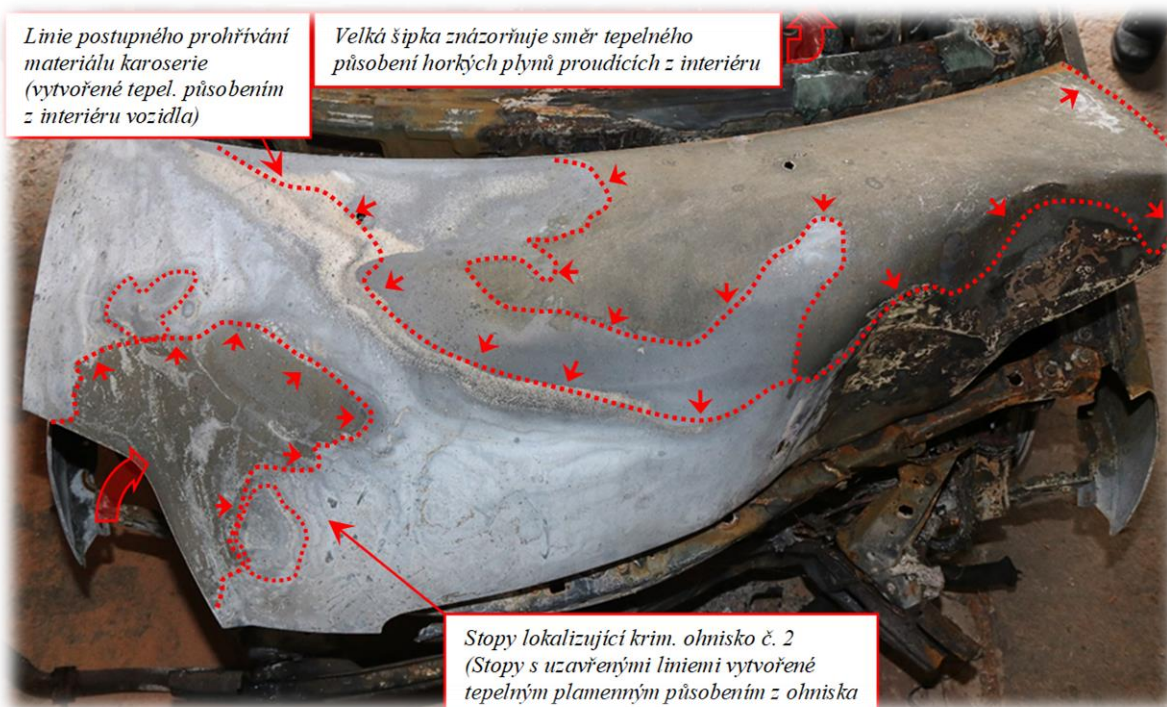 Linie postupného prohřívání
materiálu karoserie
(vytvořené tepel. působením
z interiéru vozidla)
Velká šipka znázorňuje směr tepelného
působení horkých plynů proudících z interiéru
Stopy lokalizující krim. ohnisko č. 2
(Stopy s uzavřenými liniemi vytvořené
tepelným plamenným působením z ohniska